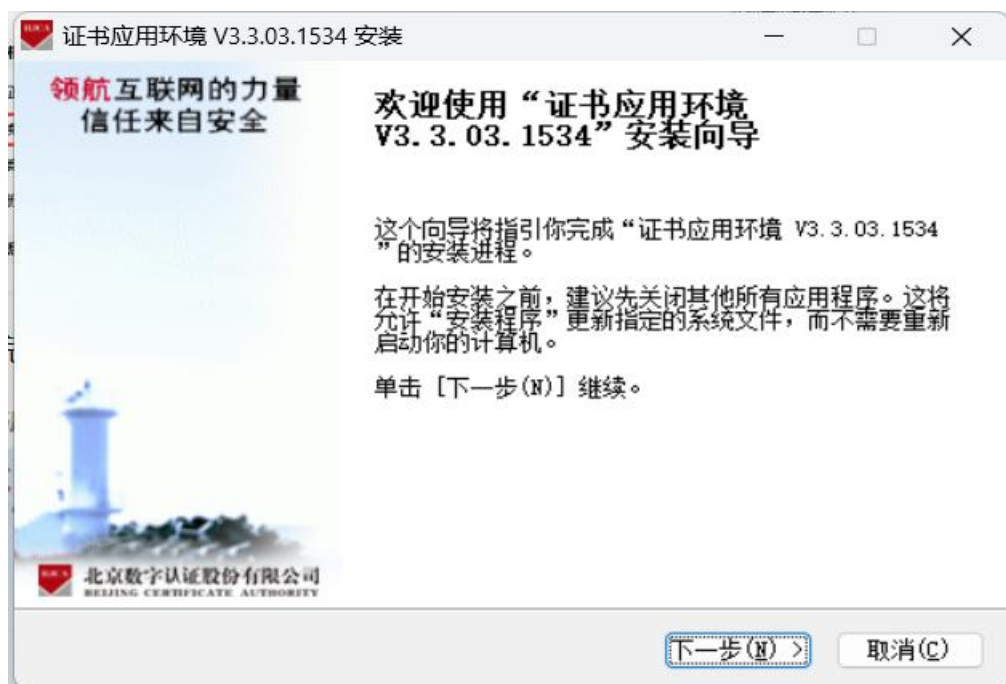 证书应用环境 V3.3.03.1534 安装
领航互联网的力量
信任来自安全
欢迎使用“证书应用环境
V3.3.03.1534”安装向导
这个向导将指引你完成“证书应用环境 V3.3.03.1534
”的安装进程。
在开始安装之前，建议先关闭其他所有应用程序。这将
允许“安装程序”更新指定的系统文件，而不需要重新
启动你的计算机。
单击 [下一步(N)] 继续。
BJCA
北京数字认证股份有限公司
BEIJING CERTIFICATE AUTHORITY
下一步(N) >
取消(C)